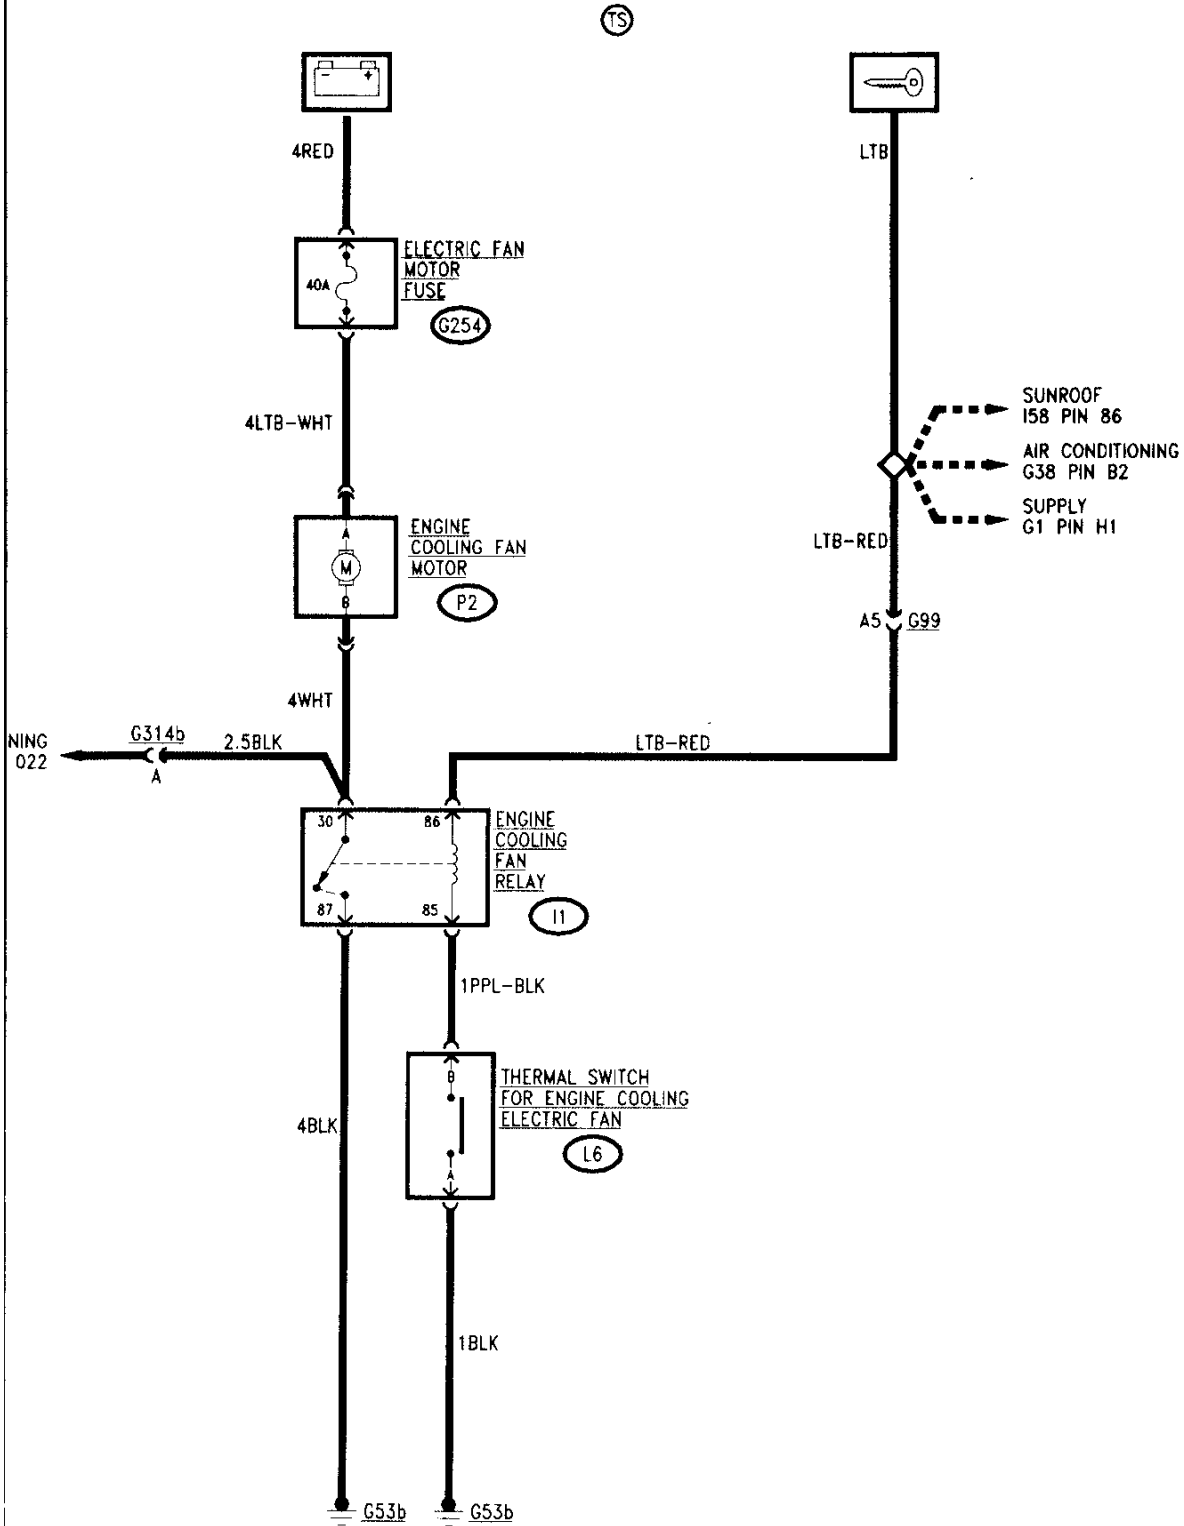 TS
- +
4RED
LTB
ELECTRIC FAN
MOTOR
FUSE
40A
G254
4LTB-WHT
SUNROOF
I58 PIN 86
AIR CONDITIONING
G38 PIN B2
SUPPLY
G1 PIN H1
ENGINE
COOLING FAN
MOTOR
A
M
B
P2
LTB-RED
A5 G99
4WHT
NING
022
G314b
A
2.5BLK
LTB-RED
30 86
ENGINE
COOLING
FAN
RELAY
87 85
I1
1PPL-BLK
B
THERMAL SWITCH
FOR ENGINE COOLING
ELECTRIC FAN
A
L6
4BLK
1BLK
G53b G53b